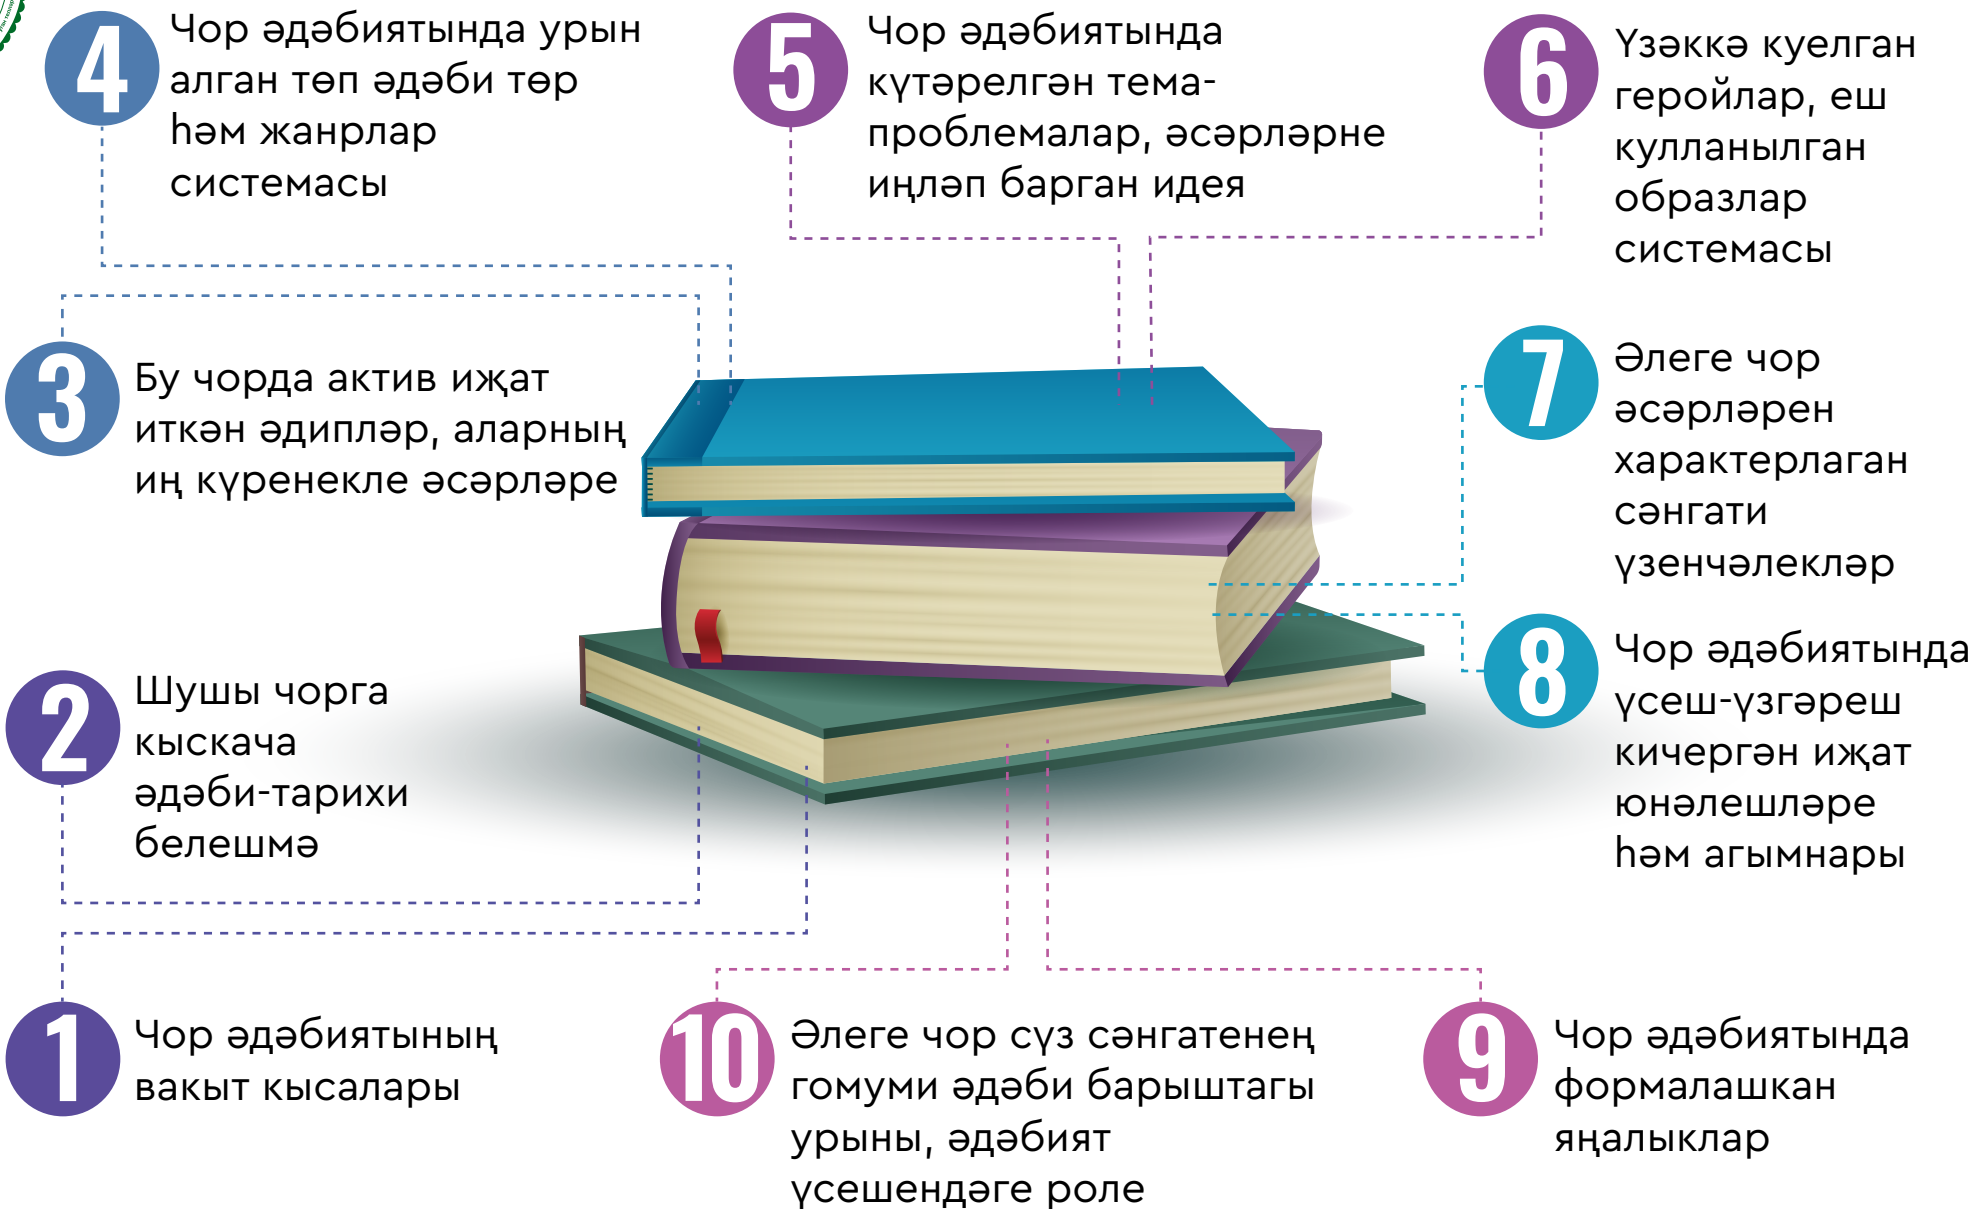 4
Чор әдәбиятында урын
алган төп әдәби төр
һәм жанрлар
системасы
5
Чор әдәбиятында
күтәрелгән тема-
проблемалар, әсәрләрне
иңләп барган идея
6
Үзәккә куелган
геройлар, еш
кулланылган
образлар
системасы
3
Бу чорда актив иҗат
иткән әдипләр, аларның
иң күренекле әсәрләре
7
Әлеге чор
әсәрләрен
характерлаган
сәнгати
үзенчәлекләр
2
Шушы чорга
кыскача
әдәби-тарихи
белешмә
8
Чор әдәбиятында
үсеш-үзгәреш
кичергән иҗат
юнәлешләре
һәм агымнары
1
Чор әдәбиятының
вакыт кысалары
10
Әлеге чор сүз сәнгатенең
гомуми әдәби барыштагы
урыны, әдәбият
үсешендәге роле
9
Чор әдәбиятында
формалашкан
яңалыклар